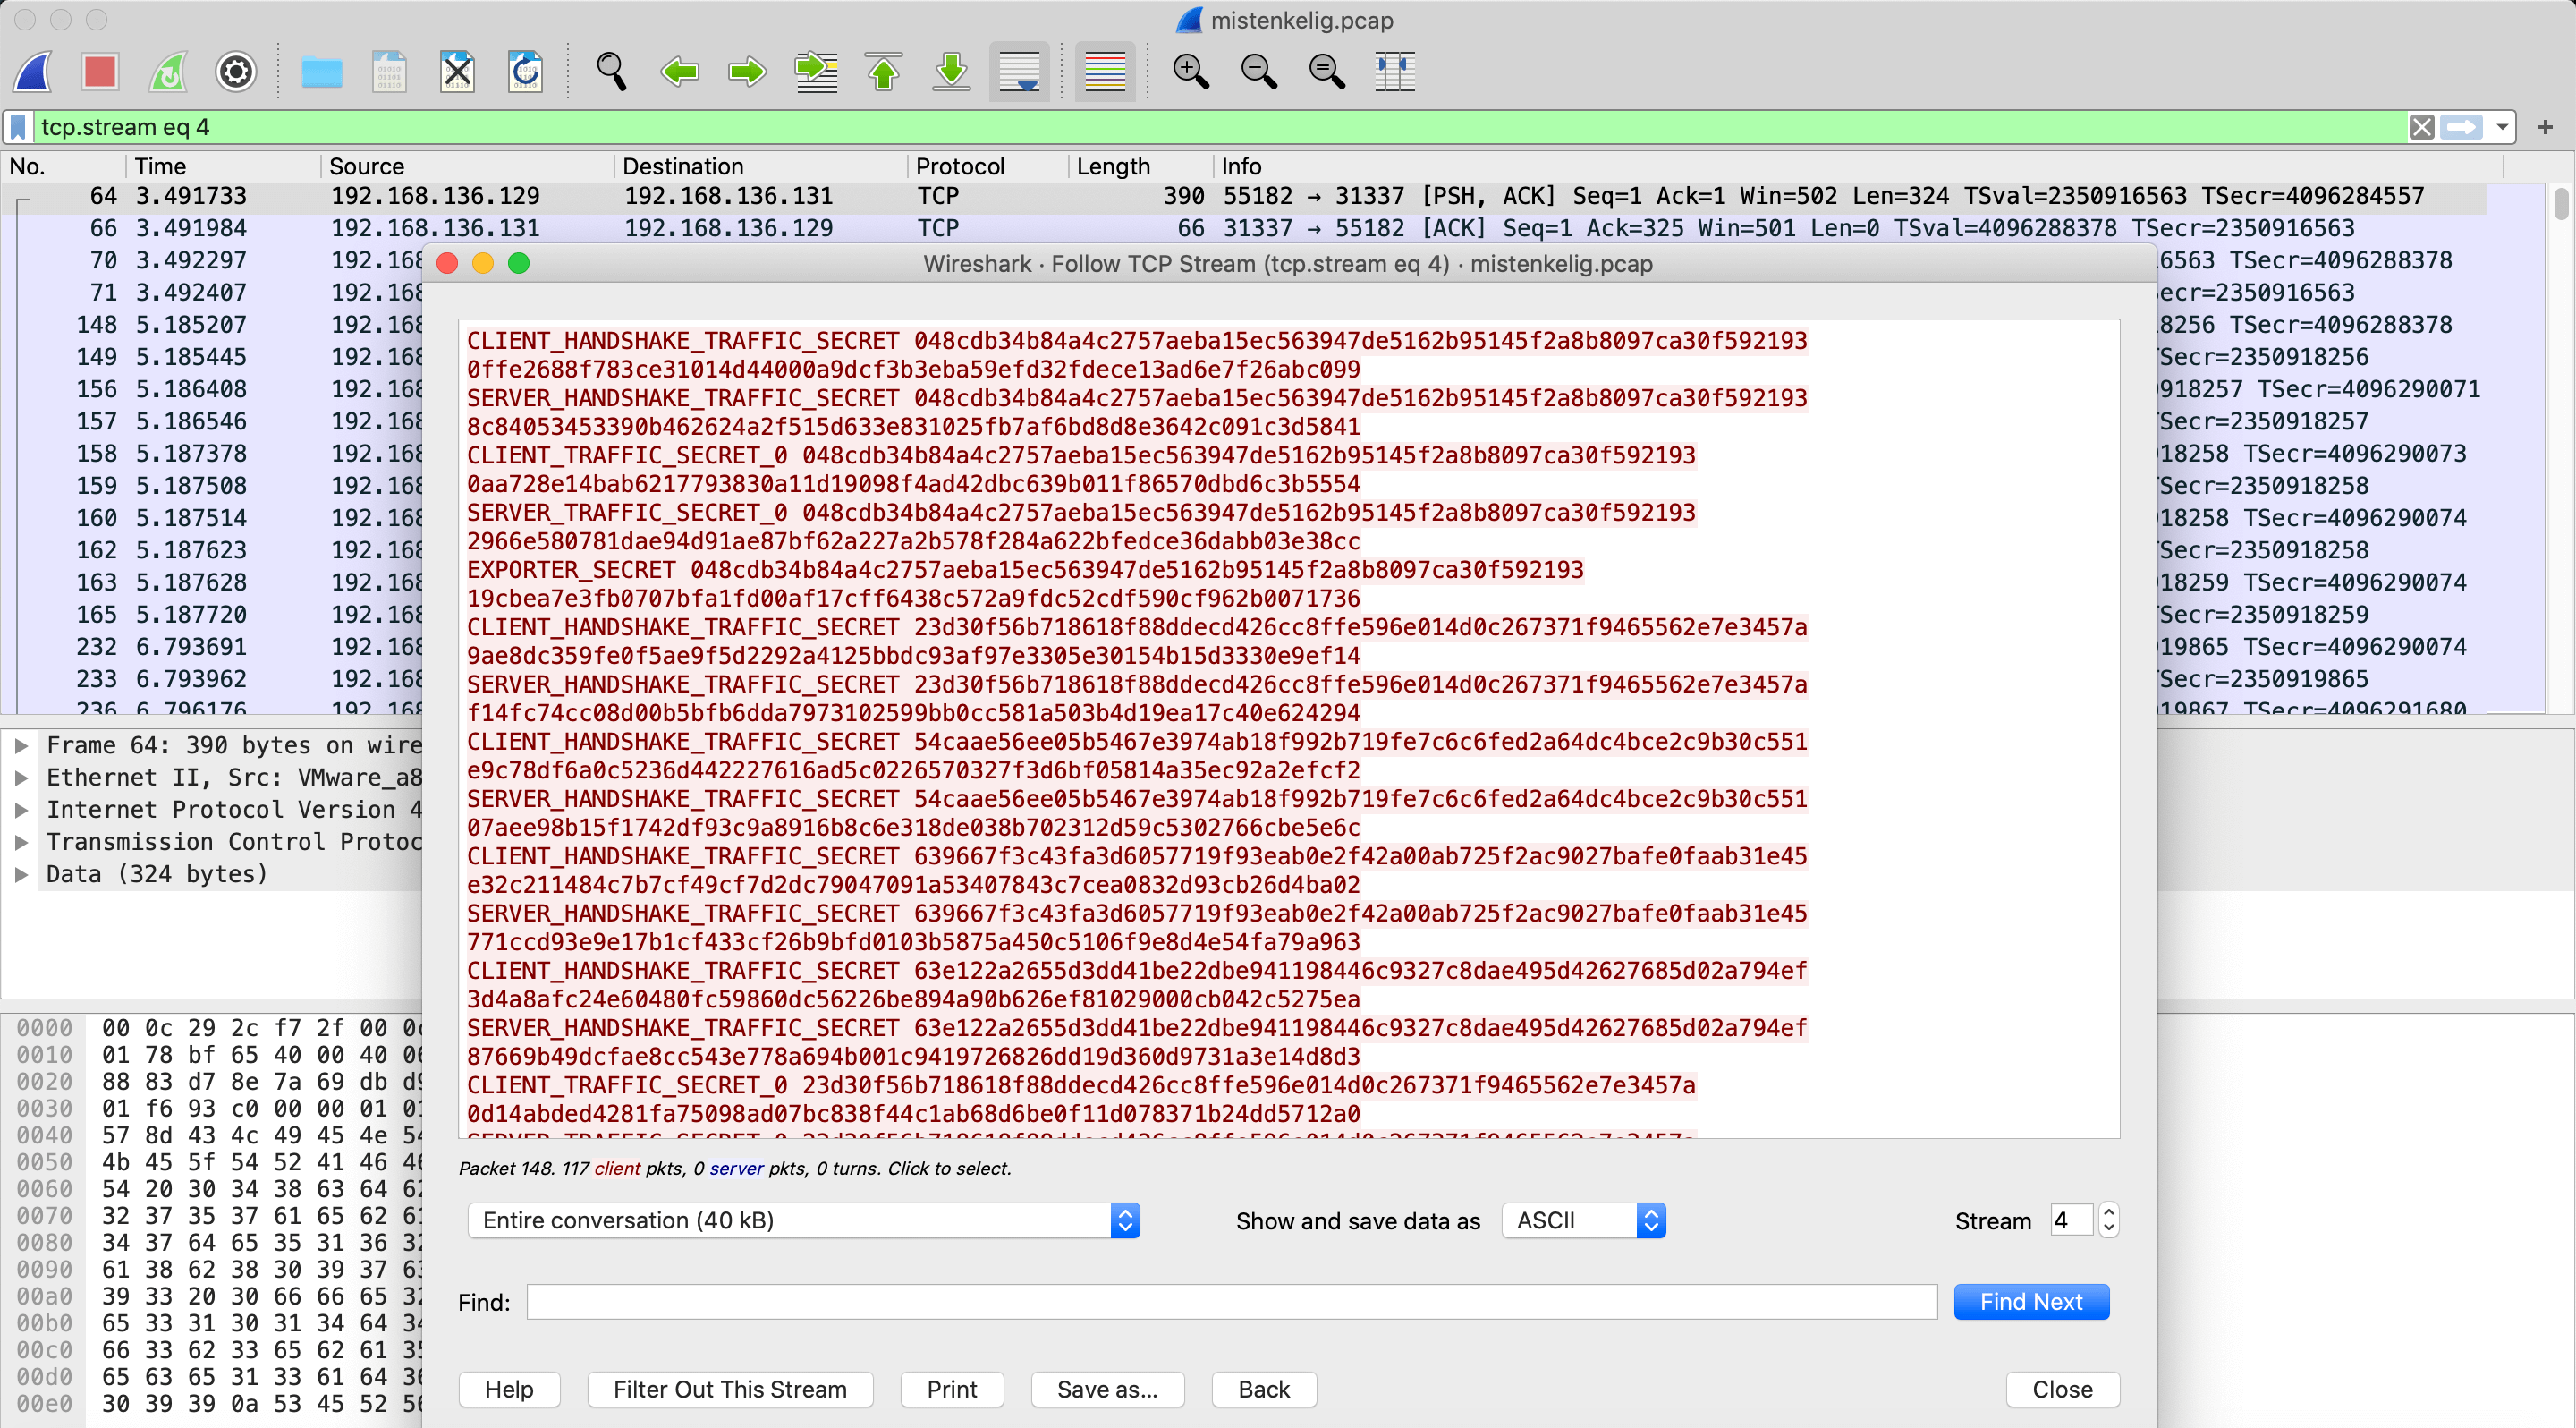 mistenkelig.pcap
tcp.stream eq 4
No. Time Source Destination Protocol Length Info
64 3.491733 192.168.136.129 192.168.136.131 TCP 390 55182 → 31337 [PSH, ACK] Seq=1 Ack=1 Win=502 Len=324 TSval=2350916563 TSecr=4096284557
66 3.491984 192.168.136.131 192.168.136.129 TCP 66 31337 → 55182 [ACK] Seq=1 Ack=325 Win=501 Len=0 TSval=4096288378 TSecr=2350916563
70 3.492297 192.168 6563 TSecr=4096288378
71 3.492407 192.168 ecr=2350916563
148 5.185207 192.168 8256 TSecr=4096288378
149 5.185445 192.168 TSecr=2350918256
156 5.186408 192.168 918257 TSecr=4096290071
157 5.186546 192.168 TSecr=2350918257
158 5.187378 192.168 18258 TSecr=4096290073
159 5.187508 192.168 TSecr=2350918258
160 5.187514 192.168 18258 TSecr=4096290074
162 5.187623 192.168 TSecr=2350918258
163 5.187628 192.168 18259 TSecr=4096290074
165 5.187720 192.168 TSecr=2350918259
232 6.793691 192.168 19865 TSecr=4096290074
233 6.793962 192.168 TSecr=2350919865
236 6.796176 192.168 19867 TSecr=4096291680
Wireshark · Follow TCP Stream (tcp.stream eq 4) · mistenkelig.pcap
CLIENT_HANDSHAKE_TRAFFIC_SECRET 048cdb34b84a4c2757aeba15ec563947de5162b95145f2a8b8097ca30f592193
0ffe2688f783ce31014d44000a9dcf3b3eba59efd32fdece13ad6e7f26abc099
SERVER_HANDSHAKE_TRAFFIC_SECRET 048cdb34b84a4c2757aeba15ec563947de5162b95145f2a8b8097ca30f592193
8c84053453390b462624a2f515d633e831025fb7af6bd8d8e3642c091c3d5841
CLIENT_TRAFFIC_SECRET_0 048cdb34b84a4c2757aeba15ec563947de5162b95145f2a8b8097ca30f592193
0aa728e14bab6217793830a11d19098f4ad42dbc639b011f86570dbd6c3b5554
SERVER_TRAFFIC_SECRET_0 048cdb34b84a4c2757aeba15ec563947de5162b95145f2a8b8097ca30f592193
2966e580781dae94d91ae87bf62a227a2b578f284a622bfedce36dabb03e38cc
EXPORTER_SECRET 048cdb34b84a4c2757aeba15ec563947de5162b95145f2a8b8097ca30f592193
19cbea7e3fb0707bfa1fd00af17cff6438c572a9fdc52cdf590cf962b0071736
CLIENT_HANDSHAKE_TRAFFIC_SECRET 23d30f56b718618f88ddecd426cc8ffe596e014d0c267371f9465562e7e3457a
9ae8dc359fe0f5ae9f5d2292a4125bbdc93af97e3305e30154b15d3330e9ef14
SERVER_HANDSHAKE_TRAFFIC_SECRET 23d30f56b718618f88ddecd426cc8ffe596e014d0c267371f9465562e7e3457a
f14fc74cc08d00b5bfb6dda7973102599bb0cc581a503b4d19ea17c40e624294
CLIENT_HANDSHAKE_TRAFFIC_SECRET 54caae56ee05b5467e3974ab18f992b719fe7c6c6fed2a64dc4bce2c9b30c551
e9c78df6a0c5236d442227616ad5c0226570327f3d6bf05814a35ec92a2efcf2
SERVER_HANDSHAKE_TRAFFIC_SECRET 54caae56ee05b5467e3974ab18f992b719fe7c6c6fed2a64dc4bce2c9b30c551
07aee98b15f1742df93c9a8916b8c6e318de038b702312d59c5302766cbe5e6c
CLIENT_HANDSHAKE_TRAFFIC_SECRET 639667f3c43fa3d6057719f93eab0e2f42a00ab725f2ac9027bafe0faab31e45
e32c211484c7b7cf49cf7d2dc79047091a53407843c7cea0832d93cb26d4ba02
SERVER_HANDSHAKE_TRAFFIC_SECRET 639667f3c43fa3d6057719f93eab0e2f42a00ab725f2ac9027bafe0faab31e45
771ccd93e9e17b1cf433cf26b9bfd0103b5875a450c5106f9e8d4e54fa79a963
CLIENT_HANDSHAKE_TRAFFIC_SECRET 63e122a2655d3dd41be22dbe941198446c9327c8dae495d42627685d02a794ef
3d4a8afc24e60480fc59860dc56226be894a90b626ef81029000cb042c5275ea
SERVER_HANDSHAKE_TRAFFIC_SECRET 63e122a2655d3dd41be22dbe941198446c9327c8dae495d42627685d02a794ef
87669b49dcfae8cc543e778a694b001c9419726826dd19d360d9731a3e14d8d3
CLIENT_TRAFFIC_SECRET_0 23d30f56b718618f88ddecd426cc8ffe596e014d0c267371f9465562e7e3457a
0d14abded4281fa75098ad07bc838f44c1ab68d6be0f11d078371b24dd5712a0
SERVER_TRAFFIC_SECRET_0 23d30f56b718618f88ddecd426cc8ffe596e014d0c267371f9465562e7e3457a
Packet 148. 117 client pkts, 0 server pkts, 0 turns. Click to select.
Entire conversation (40 kB)
Show and save data as ASCII
Stream 4
Find:
Find Next
Help
Filter Out This Stream
Print
Save as...
Back
Close
Frame 64: 390 bytes on wire
Ethernet II, Src: VMware_a8
Internet Protocol Version 4
Transmission Control Protoc
Data (324 bytes)
0000 00 0c 29 2c f7 2f 00 0c
0010 01 78 bf 65 40 00 40 06
0020 88 83 d7 8e 7a 69 db d9
0030 01 f6 93 c0 00 00 01 01
0040 57 8d 43 4c 49 45 4e 54
0050 4b 45 5f 54 52 41 46 46
0060 54 20 30 34 38 63 64 62
0070 32 37 35 37 61 65 62 61
0080 34 37 64 65 35 31 36 32
0090 61 38 62 38 30 39 37 63
00a0 39 33 20 30 66 66 65 32
00b0 65 33 31 30 31 34 64 34
00c0 66 33 62 33 65 62 61 35
00d0 65 63 65 31 33 61 64 36
00e0 30 39 39 0a 53 45 52 56